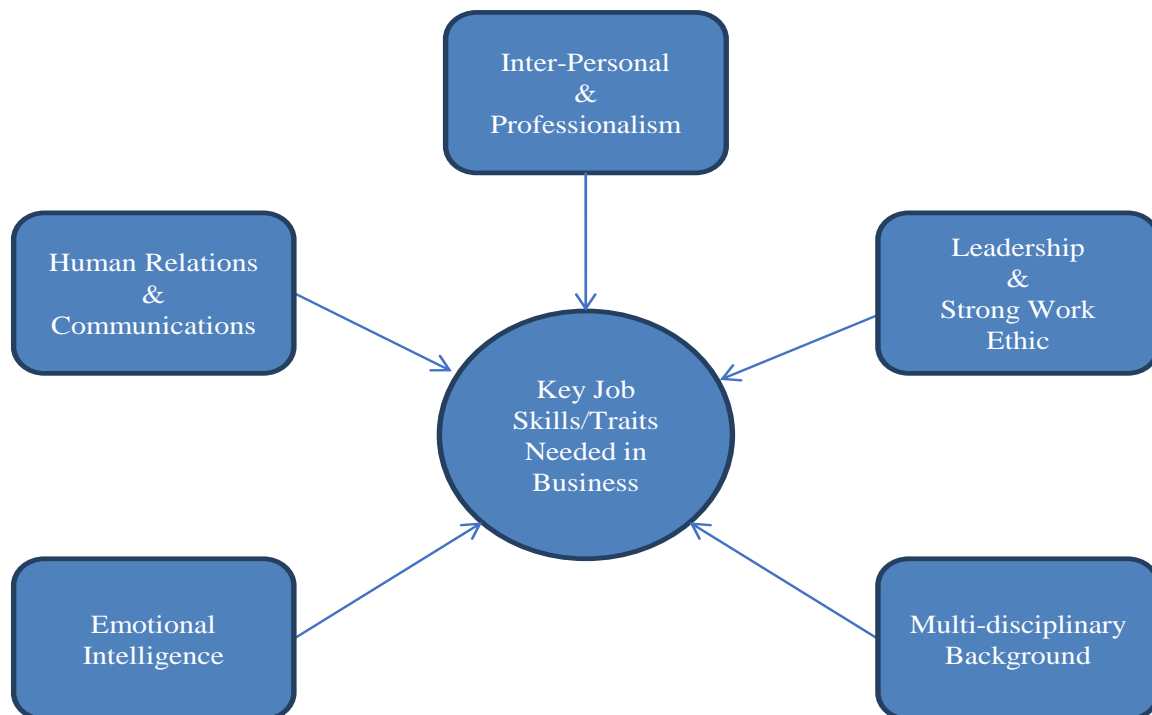 Inter-Personal
&
Professionalism
Human Relations
&
Communications
Leadership
&
Strong Work
Ethic
Key Job
Skills/Traits
Needed in
Business
Emotional
Intelligence
Multi-disciplinary
Background